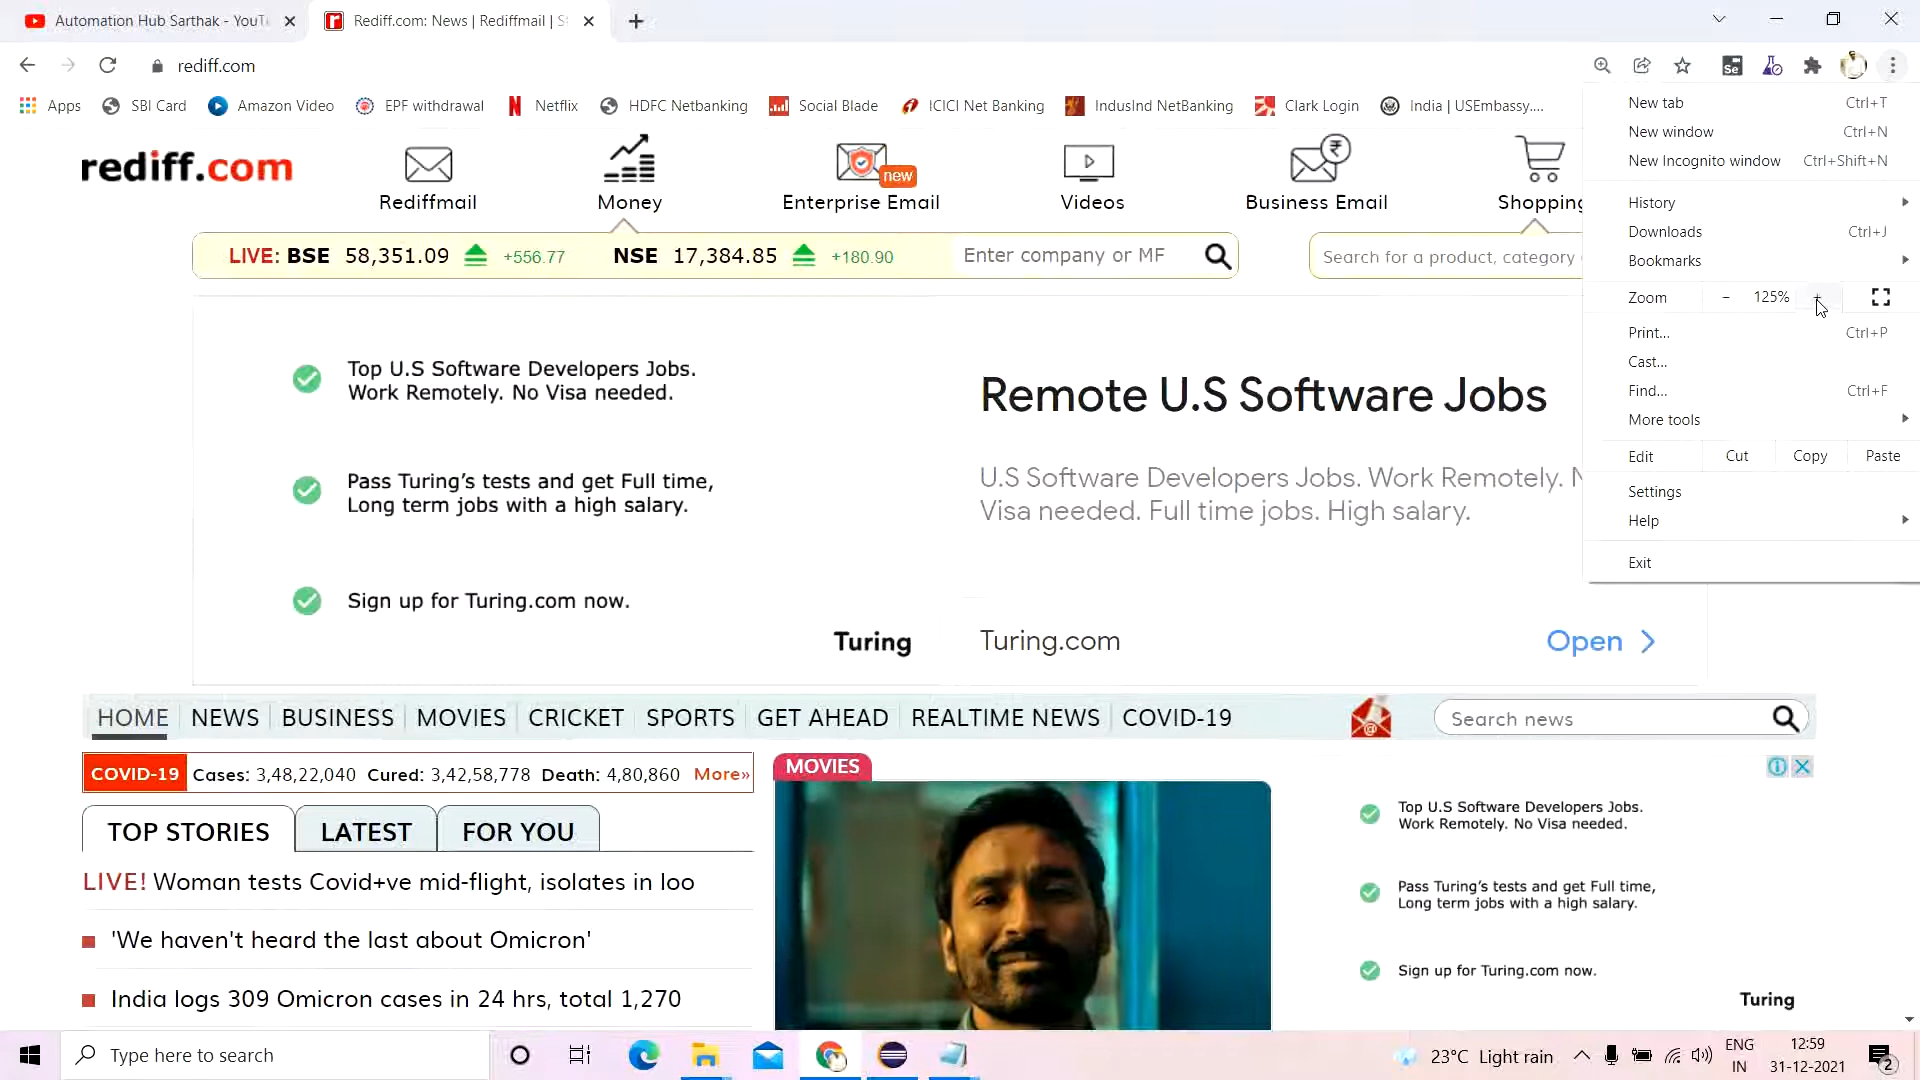 Automation Hub Sarthak - YouT
Rediff.com: News | Rediffmail | S
rediff.com
Apps
SBI Card
Amazon Video
EPF withdrawal
Netflix
HDFC Netbanking
Social Blade
ICICI Net Banking
IndusInd NetBanking
Clark Login
India | USEmbassy....
Se
New tab Ctrl+T
New window Ctrl+N
New Incognito window Ctrl+Shift+N
History
Downloads Ctrl+J
Bookmarks
Zoom - 125% +
Print... Ctrl+P
Cast...
Find... Ctrl+F
More tools
Edit Cut Copy Paste
Settings
Help
Exit
rediff.com
Rediffmail
Money
new
Enterprise Email
Videos
Business Email
Shopping
LIVE: BSE 58,351.09 +556.77 NSE 17,384.85 +180.90
Enter company or MF
Search for a product, category
Top U.S Software Developers Jobs.
Work Remotely. No Visa needed.
Pass Turing's tests and get Full time,
Long term jobs with a high salary.
Sign up for Turing.com now.
Turing
Remote U.S Software Jobs
U.S Software Developers Jobs. Work Remotely. N
Visa needed. Full time jobs. High salary.
Turing.com
Open
HOME NEWS BUSINESS MOVIES CRICKET SPORTS GET AHEAD REALTIME NEWS COVID-19
Search news
COVID-19 Cases: 3,48,22,040 Cured: 3,42,58,778 Death: 4,80,860 More»
TOP STORIES LATEST FOR YOU
LIVE! Woman tests Covid+ve mid-flight, isolates in loo
'We haven't heard the last about Omicron'
India logs 309 Omicron cases in 24 hrs, total 1,270
MOVIES
Top U.S Software Developers Jobs.
Work Remotely. No Visa needed.
Pass Turing's tests and get Full time,
Long term jobs with a high salary.
Sign up for Turing.com now.
Turing
Type here to search
23°C Light rain
ENG
IN
12:59
31-12-2021
2